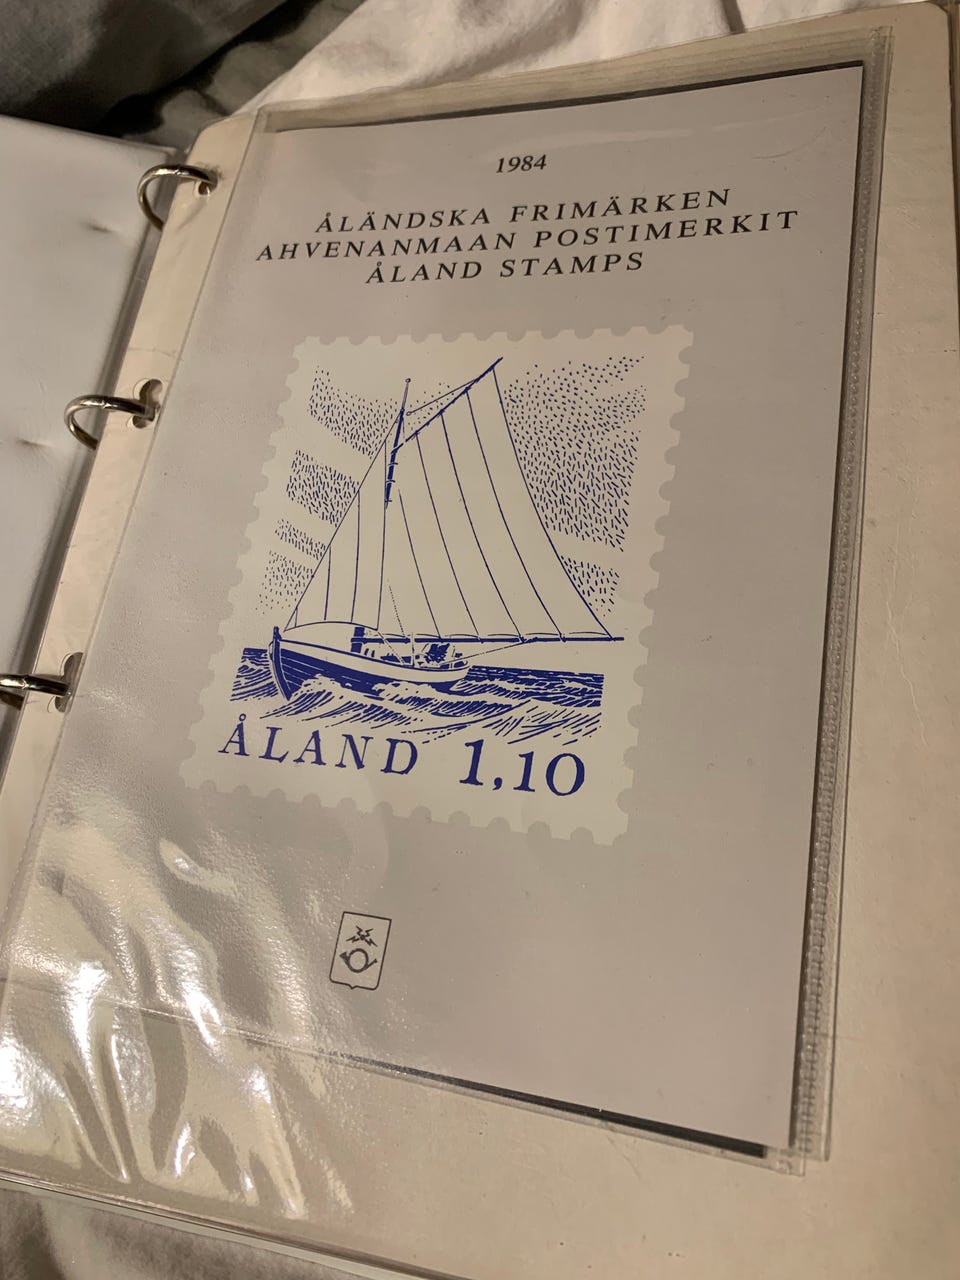 1984
ÅLÄNDSKA FRIMÄRKEN
AHVENANMAAN POSTIMERKIT
ÅLAND STAMPS
ÅLAND 1,10